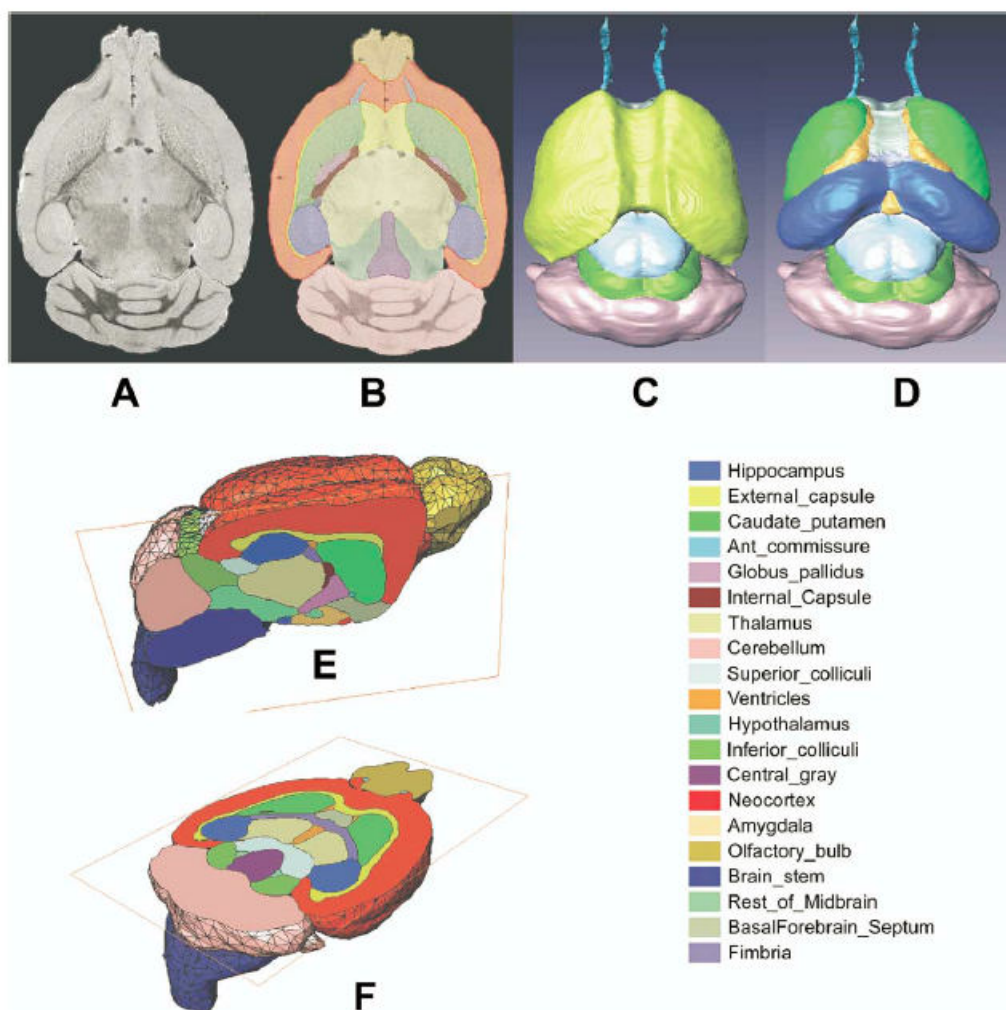 A
B
C
D
E
F
Hippocampus
External_capsule
Caudate_putamen
Ant_commissure
Globus_pallidus
Internal_Capsule
Thalamus
Cerebellum
Superior_colliculi
Ventricles
Hypothalamus
Inferior_colliculi
Central_gray
Neocortex
Amygdala
Olfactory_bulb
Brain_stem
Rest_of_Midbrain
BasalForebrain_Septum
Fimbria